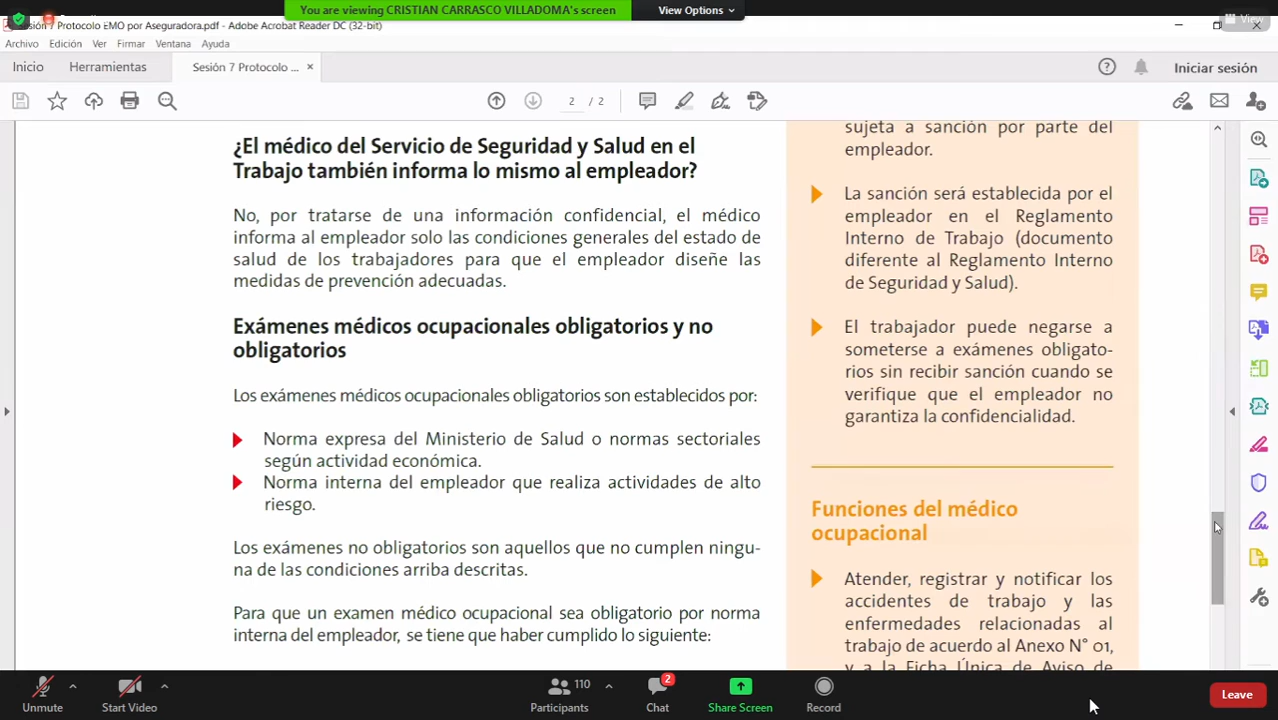 You are viewing CRISTIAN CARRASCO VILLADOMA's screen
View Options
View
Sesión 7 Protocolo EMO por Aseguradora.pdf - Adobe Acrobat Reader DC (32-bit)
Archivo Edición Ver Firmar Ventana Ayuda
Inicio Herramientas Sesión 7 Protocolo ... × Iniciar sesión
2 / 2
¿El médico del Servicio de Seguridad y Salud en el
Trabajo también informa lo mismo al empleador?
No, por tratarse de una información confidencial, el médico
informa al empleador solo las condiciones generales del estado de
salud de los trabajadores para que el empleador diseñe las
medidas de prevención adecuadas.
Exámenes médicos ocupacionales obligatorios y no
obligatorios
Los exámenes médicos ocupacionales obligatorios son establecidos por:
Norma expresa del Ministerio de Salud o normas sectoriales
según actividad económica.
Norma interna del empleador que realiza actividades de alto
riesgo.
Los exámenes no obligatorios son aquellos que no cumplen ningu-
na de las condiciones arriba descritas.
Para que un examen médico ocupacional sea obligatorio por norma
interna del empleador, se tiene que haber cumplido lo siguiente:
sujeta a sanción por parte del
empleador.
La sanción será establecida por el
empleador en el Reglamento
Interno de Trabajo (documento
diferente al Reglamento Interno
de Seguridad y Salud).
El trabajador puede negarse a
someterse a exámenes obligato-
rios sin recibir sanción cuando se
verifique que el empleador no
garantiza la confidencialidad.
Funciones del médico
ocupacional
Atender, registrar y notificar los
accidentes de trabajo y las
enfermedades relacionadas al
trabajo de acuerdo al Anexo N° 01,
y a la Ficha Única de Aviso de
Unmute Start Video 110 Participants 2 Chat Share Screen Record Leave